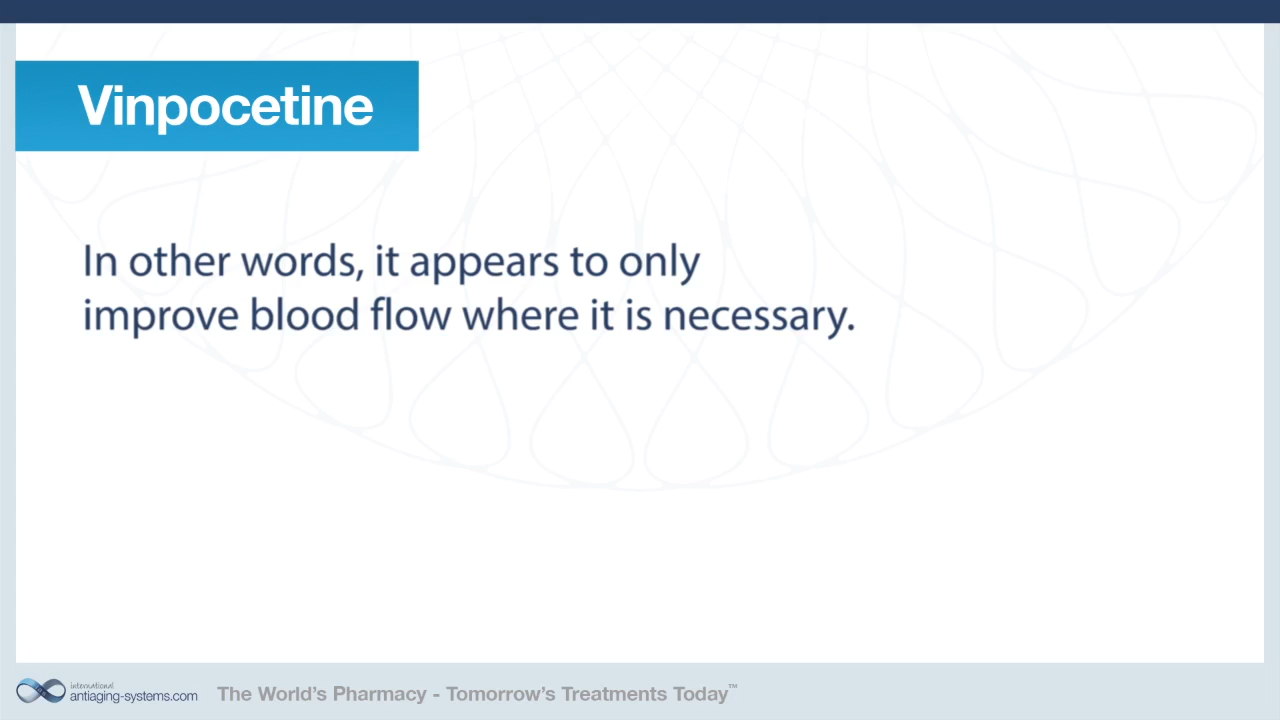 Vinpocetine
In other words, it appears to only
improve blood flow where it is necessary.
international
antiaging-systems.com
The World's Pharmacy - Tomorrow's Treatments Today™